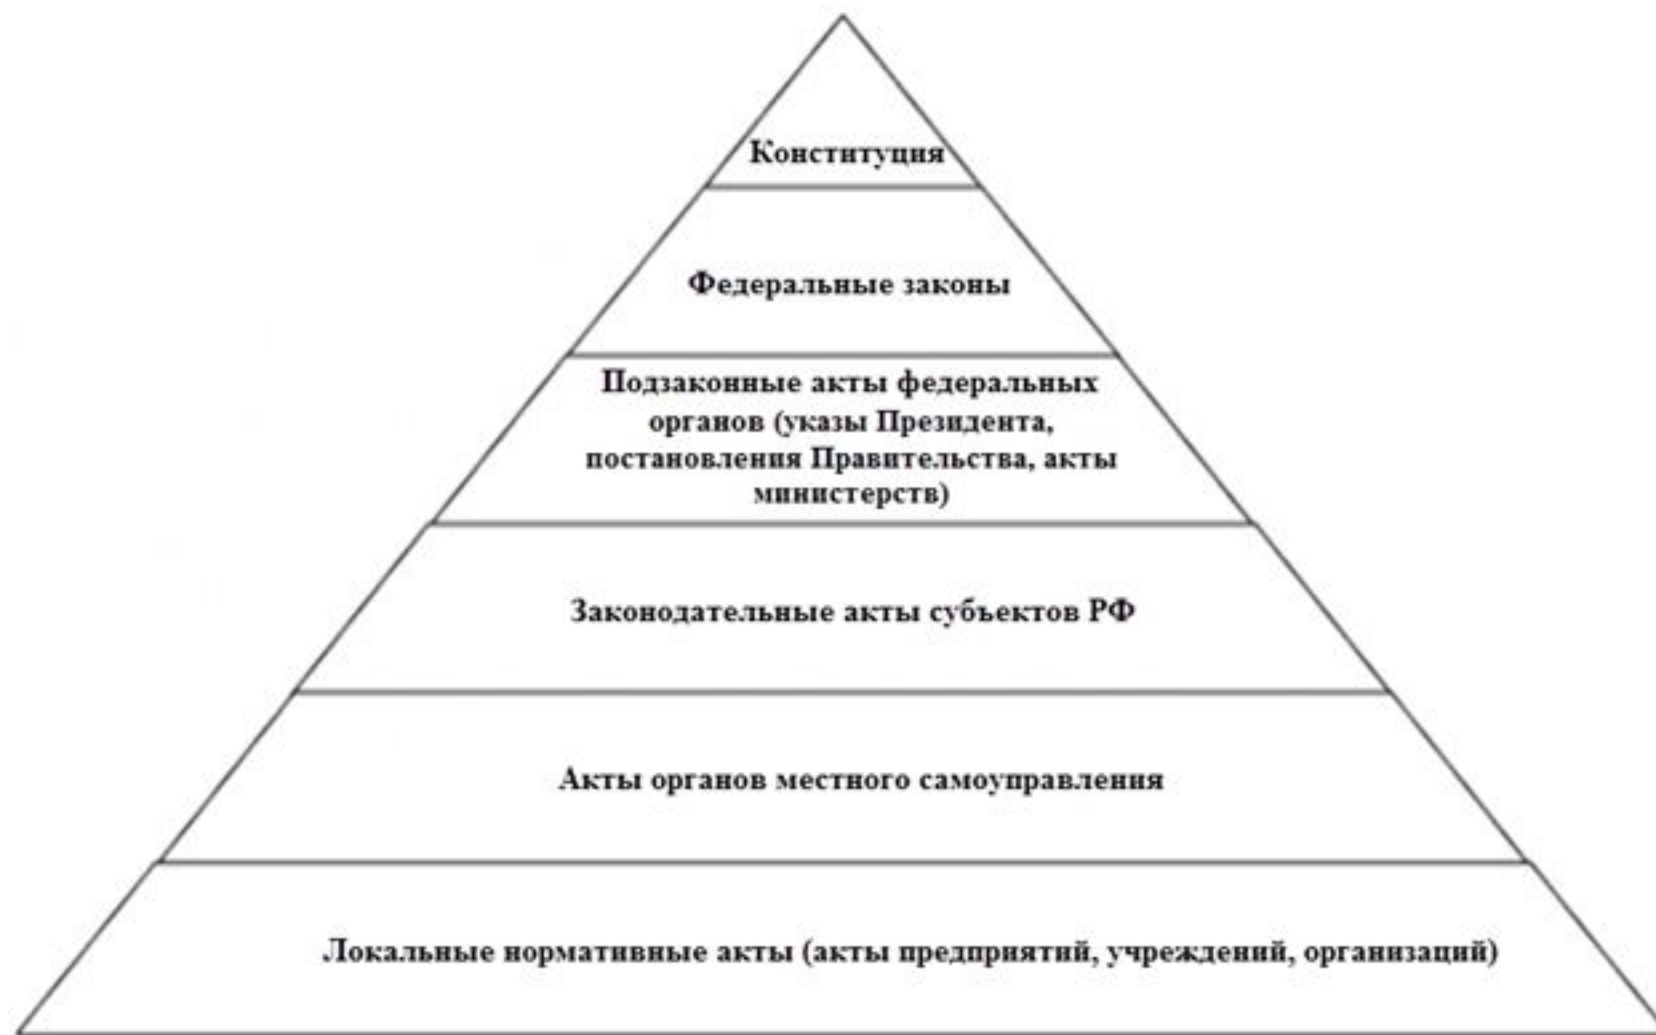 Конституция
Федеральные законы
Подзаконные акты федеральных
органов (указы Президента,
постановления Правительства, акты
министерств)
Законодательные акты субъектов РФ
Акты органов местного самоуправления
Локальные нормативные акты (акты предприятий, учреждений, организаций)